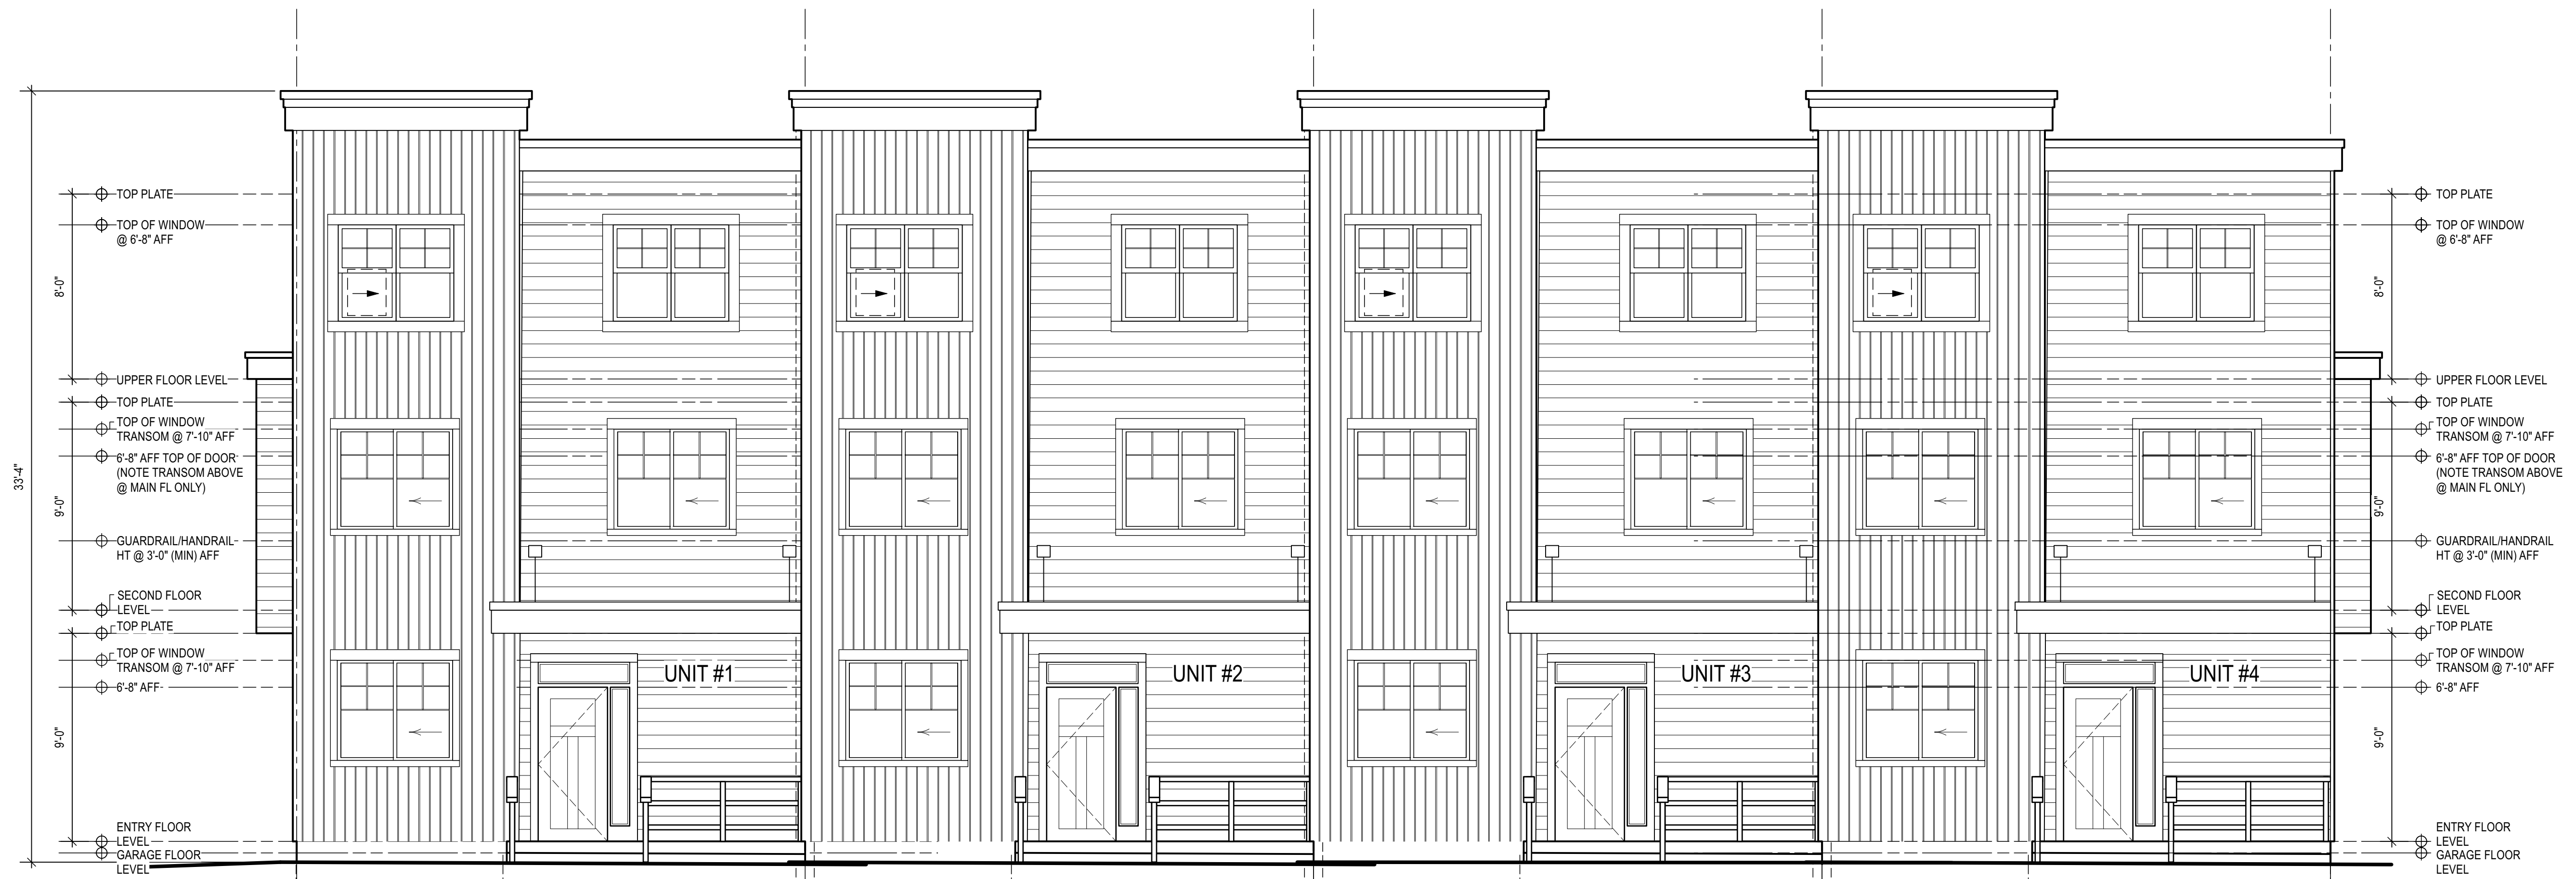 TOP PLATE
TOP OF WINDOW
@ 6'-8" AFF
8'-0"
UPPER FLOOR LEVEL
TOP PLATE
TOP OF WINDOW
TRANSOM @ 7'-10" AFF
6'-8" AFF TOP OF DOOR
(NOTE TRANSOM ABOVE
@ MAIN FL ONLY)
33'-4"
9'-0"
GUARDRAIL/HANDRAIL
HT @ 3'-0" (MIN) AFF
SECOND FLOOR
LEVEL
TOP PLATE
TOP OF WINDOW
TRANSOM @ 7'-10" AFF
6'-8" AFF
9'-0"
ENTRY FLOOR
LEVEL
GARAGE FLOOR
LEVEL
UNIT #1
UNIT #2
UNIT #3
UNIT #4
TOP PLATE
TOP OF WINDOW
@ 6'-8" AFF
8'-0"
UPPER FLOOR LEVEL
TOP PLATE
TOP OF WINDOW
TRANSOM @ 7'-10" AFF
6'-8" AFF TOP OF DOOR
(NOTE TRANSOM ABOVE
@ MAIN FL ONLY)
9'-0"
GUARDRAIL/HANDRAIL
HT @ 3'-0" (MIN) AFF
SECOND FLOOR
LEVEL
TOP PLATE
TOP OF WINDOW
TRANSOM @ 7'-10" AFF
6'-8" AFF
9'-0"
ENTRY FLOOR
LEVEL
GARAGE FLOOR
LEVEL